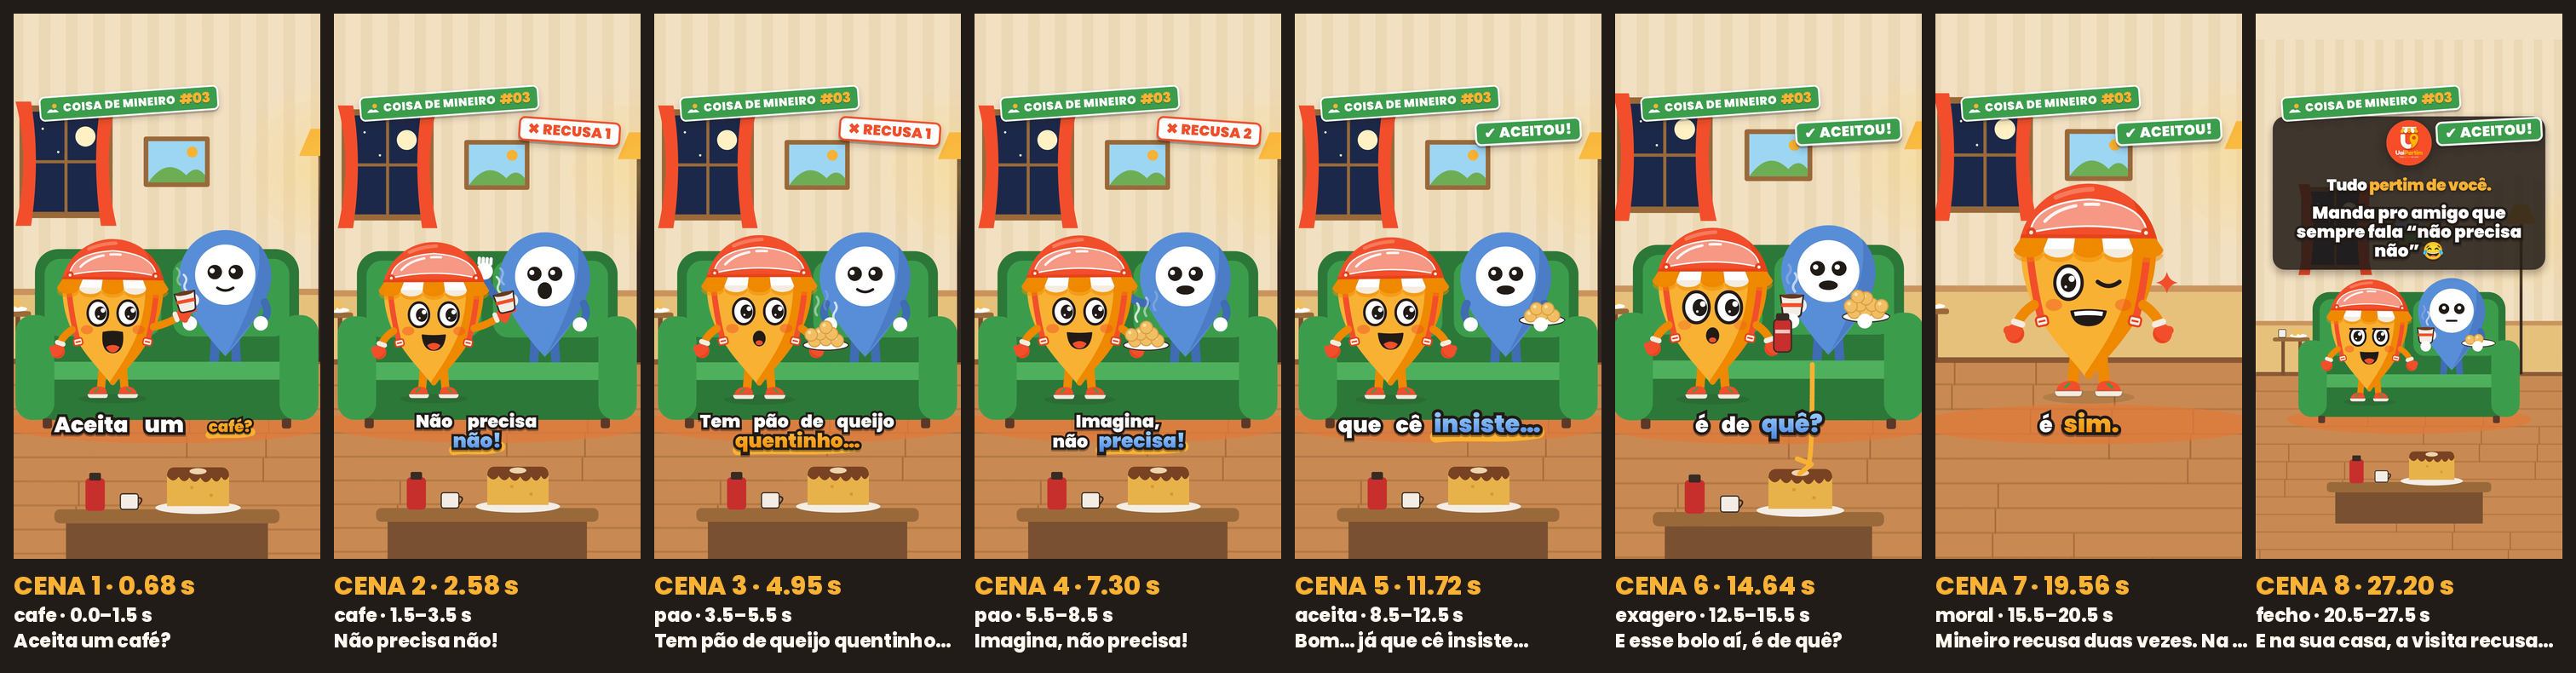 COISA DE MINEIRO #03
Aceita um café?
CENA 1 · 0.68 s
cafe · 0.0–1.5 s
Aceita um café?
COISA DE MINEIRO #03
✖ RECUSA 1
Não precisa
não!
CENA 2 · 2.58 s
cafe · 1.5–3.5 s
Não precisa não!
COISA DE MINEIRO #03
✖ RECUSA 1
Tem pão de queijo
quentinho...
CENA 3 · 4.95 s
pao · 3.5–5.5 s
Tem pão de queijo quentinho...
COISA DE MINEIRO #03
✖ RECUSA 2
Imagina,
não precisa!
CENA 4 · 7.30 s
pao · 5.5–8.5 s
Imagina, não precisa!
COISA DE MINEIRO #03
✔ ACEITOU!
que cê insiste...
CENA 5 · 11.72 s
aceita · 8.5–12.5 s
Bom... já que cê insiste...
COISA DE MINEIRO #03
✔ ACEITOU!
é de quê?
CENA 6 · 14.64 s
exagero · 12.5–15.5 s
E esse bolo aí, é de quê?
COISA DE MINEIRO #03
✔ ACEITOU!
é sim.
CENA 7 · 19.56 s
moral · 15.5–20.5 s
Mineiro recusa duas vezes. Na ...
COISA DE MINEIRO #03
✔ ACEITOU!
UaiPertim
Tudo pertim de você.
Manda pro amigo que
sempre fala “não precisa
não” 😂
CENA 8 · 27.20 s
fecho · 20.5–27.5 s
E na sua casa, a visita recusa...